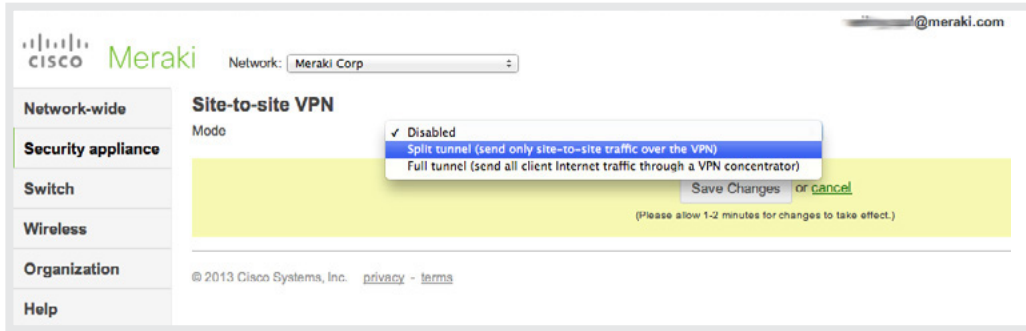 @meraki.com
CISCO Meraki
Network: Meraki Corp
Network-wide
Security appliance
Switch
Wireless
Organization
Help
Site-to-site VPN
Mode
✓ Disabled
Split tunnel (send only site-to-site traffic over the VPN)
Full tunnel (send all client Internet traffic through a VPN concentrator)
Save Changes or cancel
(Please allow 1-2 minutes for changes to take effect.)
© 2013 Cisco Systems, Inc. privacy - terms